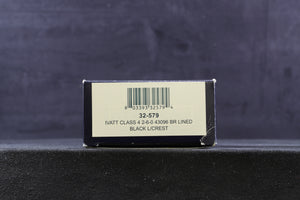 32-579
IVATT CLASS 4 2-6-0 43096 BR LINED
BLACK L/CREST